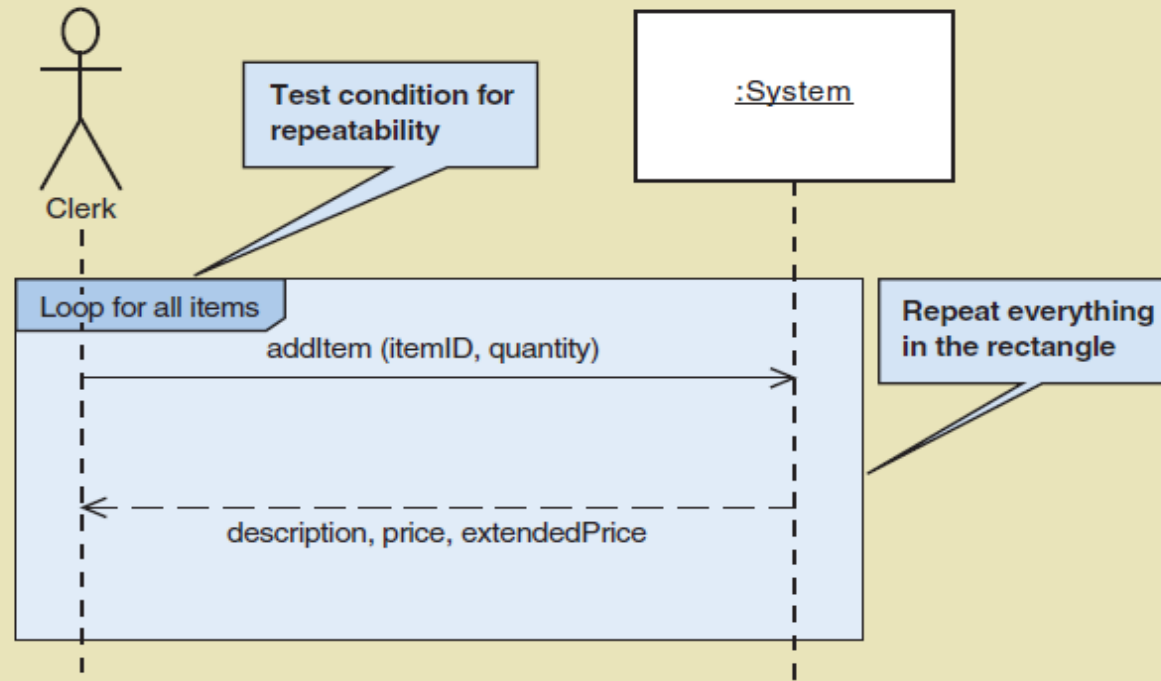 Test condition for
repeatability
:System
Clerk
Loop for all items
Repeat everything
in the rectangle
addItem (itemID, quantity)
description, price, extendedPrice